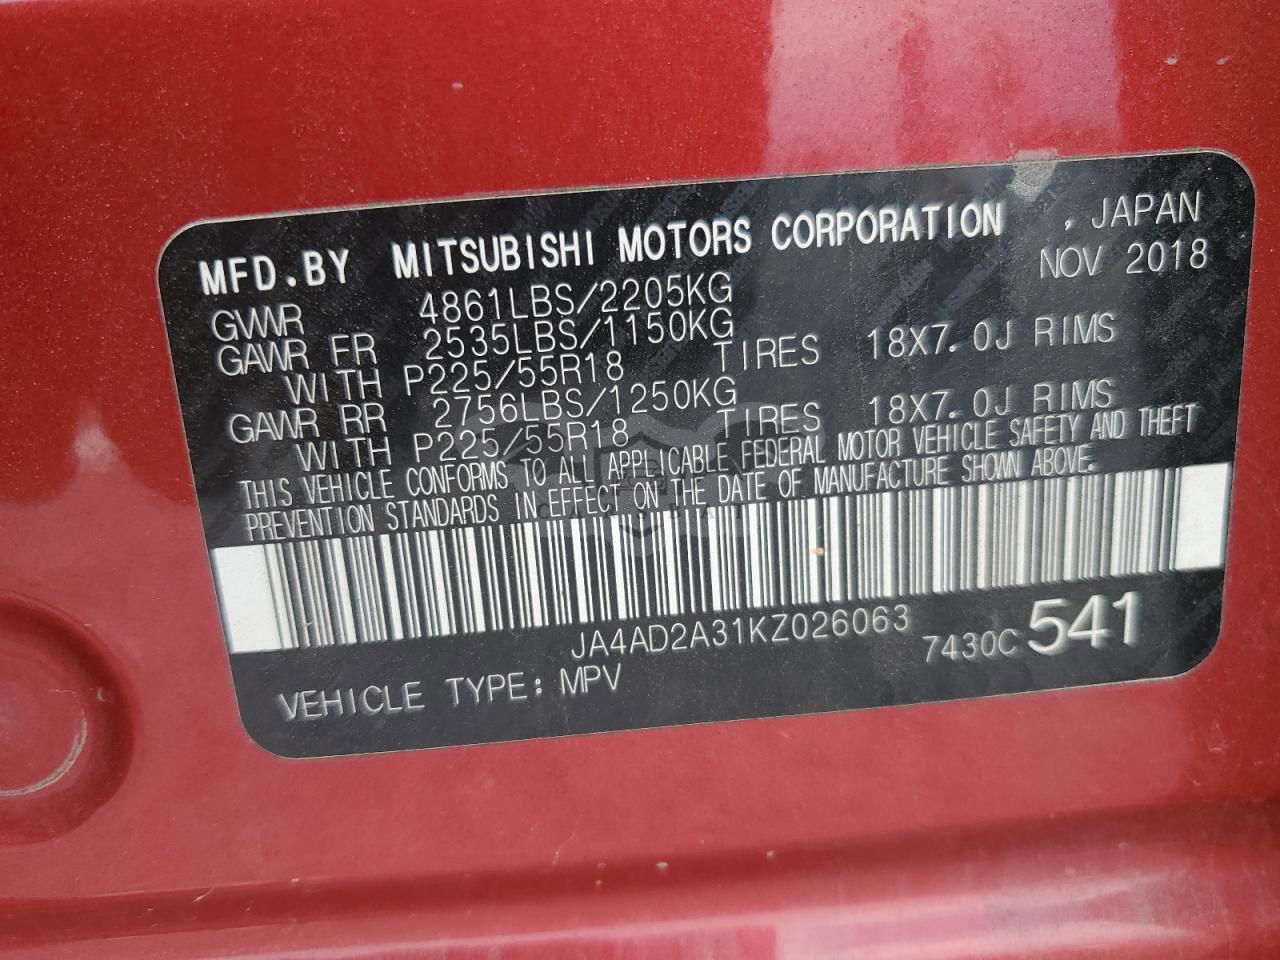 MFD.BY MITSUBISHI MOTORS CORPORATION , JAPAN
GVWR 4861LBS/2205KG NOV 2018
GAWR FR 2535LBS/1150KG
WITH P225/55R18 TIRES 18X7.0J RIMS
GAWR RR 2756LBS/1250KG
WITH P225/55R18 TIRES 18X7.0J RIMS
THIS VEHICLE CONFORMS TO ALL APPLICABLE FEDERAL MOTOR VEHICLE SAFETY AND THEFT
PREVENTION STANDARDS IN EFFECT ON THE DATE OF MANUFACTURE SHOWN ABOVE.
JA4AD2A31KZ026063 7430C 541
VEHICLE TYPE: MPV